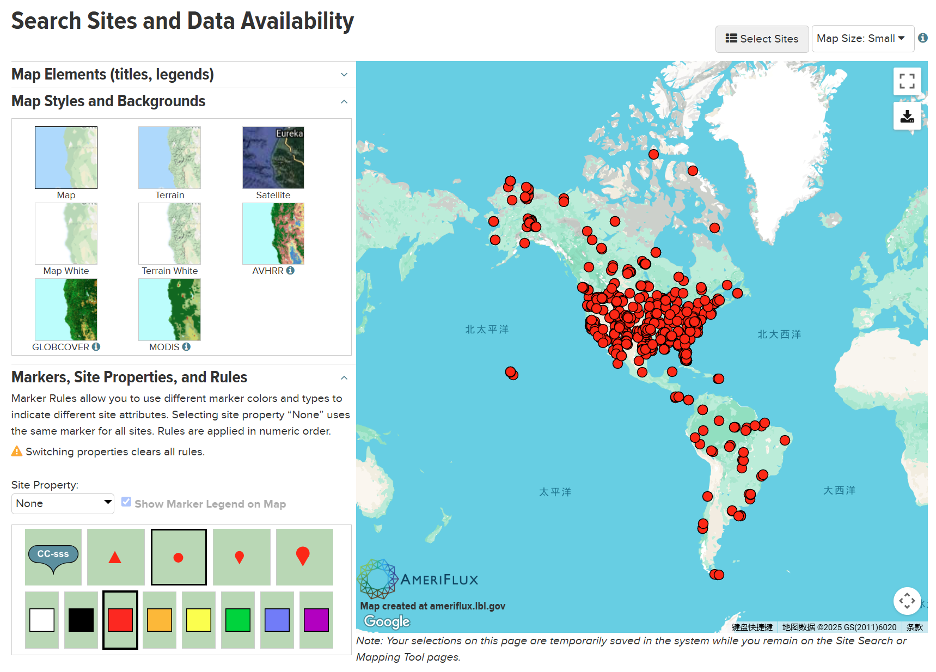 Search Sites and Data Availability
Select Sites
Map Size: Small
Map Elements (titles, legends)
Map Styles and Backgrounds
Eureka
Map
Terrain
Satellite
Map White
Terrain White
AVHRR
GLOBCOVER
MODIS
Markers, Site Properties, and Rules
Marker Rules allow you to use different marker colors and types to
indicate different site attributes. Selecting site property “None” uses
the same marker for all sites. Rules are applied in numeric order.
Switching properties clears all rules.
Site Property:
None
Show Marker Legend on Map
CC-sss
北太平洋
北大西洋
太平洋
大西洋
AMERIFLUX
Map created at ameriflux.lbl.gov
Google
键盘快捷键
地图数据 ©2025 GS(2011)6020
条款
Note: Your selections on this page are temporarily saved in the system while you remain on the Site Search or
Mapping Tool pages.